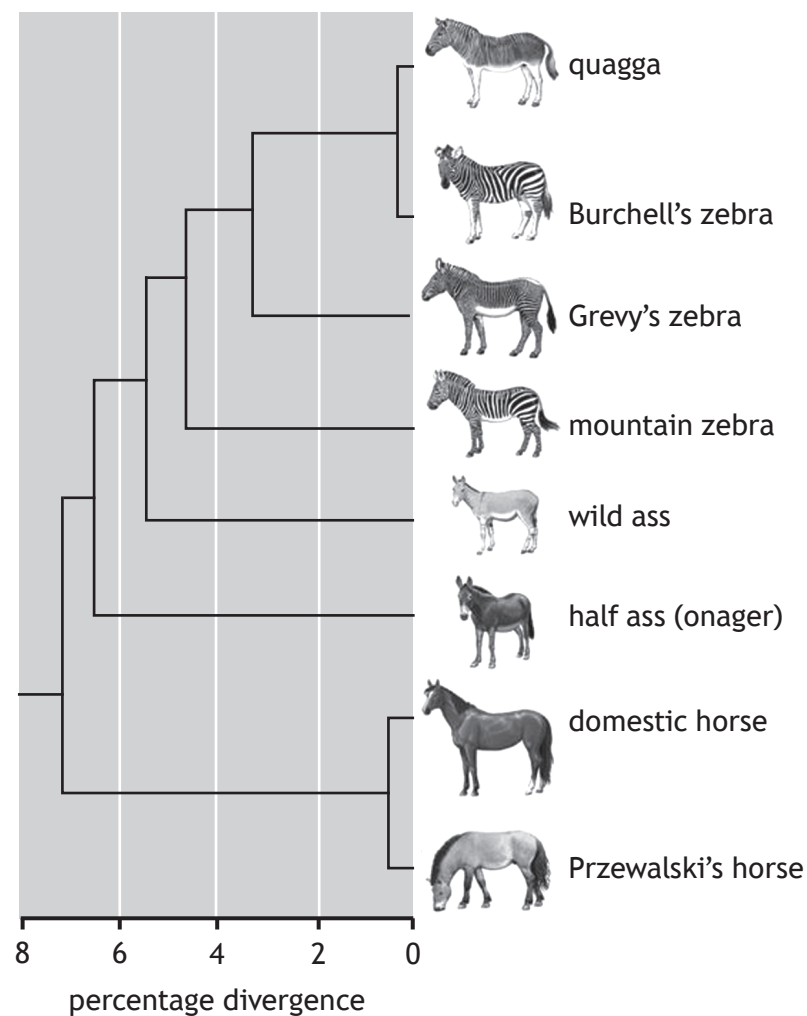 quagga
Burchell’s zebra
Grevy’s zebra
mountain zebra
wild ass
half ass (onager)
domestic horse
Przewalski’s horse
8 6 4 2 0
percentage divergence